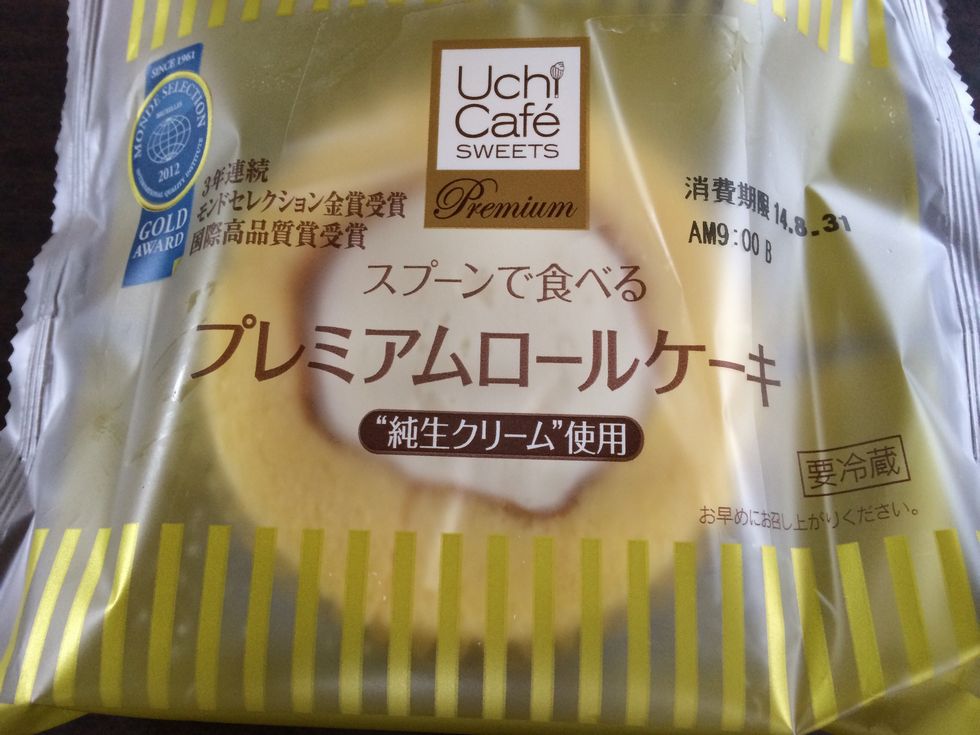 SINCE 1961
MONDE SELECTION
BRUXELLES
2012
INTERNATIONAL QUALITY INSTITUTE
GOLD
AWARD
3年連続
モンドセレクション金賞受賞
国際高品質賞受賞
Uchi
Café
SWEETS
Premium
消費期限 14.8.31
AM9:00 B
スプーンで食べる
プレミアムロールケーキ
“純生クリーム”使用
要冷蔵
お早めにお召し上がりください。